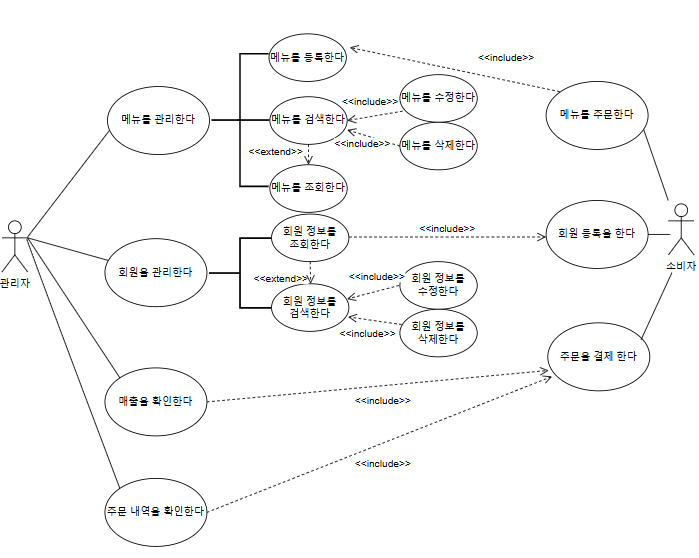 메뉴를 등록한다
<<include>>
메뉴를 관리한다
메뉴를 검색한다
<<include>>
메뉴를 수정한다
메뉴를 주문한다
<<extend>>
<<include>>
메뉴를 삭제한다
메뉴를 조회한다
관리자
회원 정보를
조회한다
<<include>>
회원 등록을 한다
소비자
회원을 관리한다
<<extend>>
<<include>>
회원 정보를
수정한다
회원 정보를
검색한다
<<include>>
회원 정보를
삭제한다
주문을 결제 한다
매출을 확인한다
<<include>>
<<include>>
주문 내역을 확인한다